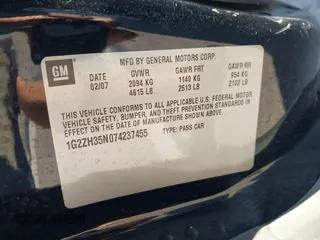 GM
MFD BY GENERAL MOTORS CORP.
DATE GVWR GAWR FRT GAWR RR
02/07 2094 KG 1140 KG 954 KG
4615 LB 2513 LB 2102 LB
THIS VEHICLE CONFORMS TO ALL APPLICABLE U.S. FEDERAL MOTOR
VEHICLE SAFETY, BUMPER, AND THEFT PREVENTION STANDARDS
IN EFFECT ON THE DATE OF MANUFACTURE SHOWN ABOVE.
1G2ZH35N074237455 TYPE: PASS CAR